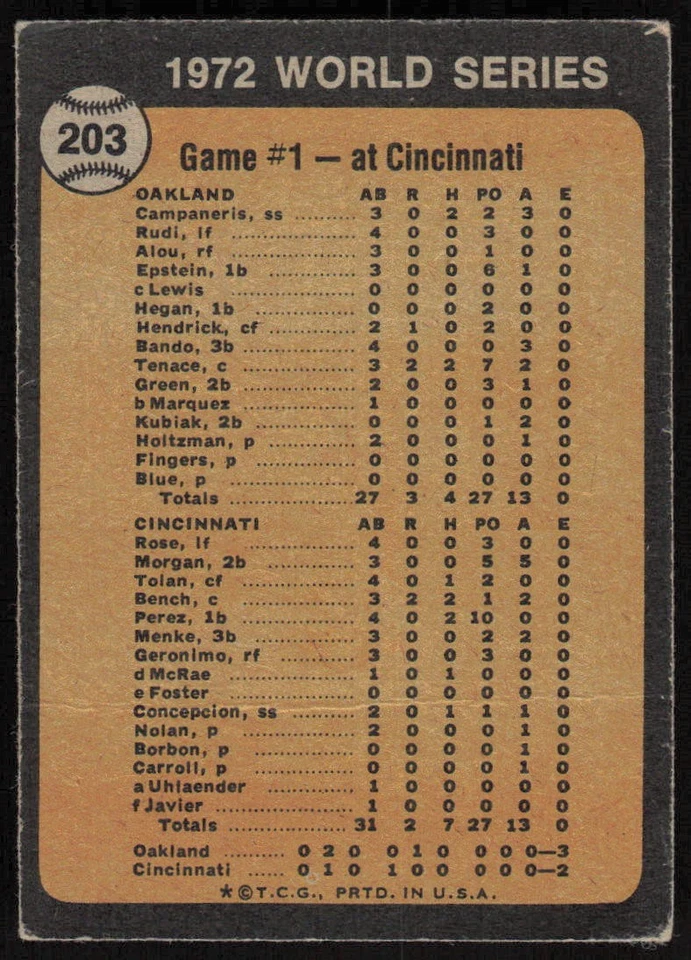 1972 WORLD SERIES
203
Game #1 — at Cincinnati
OAKLAND AB R H PO A E
Campaneris, ss .......... 3 0 2 2 3 0
Rudi, lf .................... 4 0 0 3 0 0
Alou, rf .................... 3 0 0 1 0 0
Epstein, 1b .............. 3 0 0 6 1 0
c Lewis .................... 0 0 0 0 0 0
Hegan, 1b ................ 0 0 0 2 0 0
Hendrick, cf ............ 2 1 0 2 0 0
Bando, 3b ................ 4 0 0 0 3 0
Tenace, c ................ 3 2 2 7 2 0
Green, 2b ................ 2 0 0 3 1 0
b Marquez ................ 1 0 0 0 0 0
Kubiak, 2b .............. 0 0 0 1 2 0
Holtzman, p ............ 2 0 0 0 1 0
Fingers, p .............. 0 0 0 0 0 0
Blue, p .................... 0 0 0 0 0 0
Totals .................... 27 3 4 27 13 0
CINCINNATI AB R H PO A E
Rose, lf .................. 4 0 0 3 0 0
Morgan, 2b .............. 3 0 0 5 5 0
Tolan, cf ................ 4 0 1 2 0 0
Bench, c .................. 3 2 2 1 2 0
Perez, 1b ................ 4 0 2 10 0 0
Menke, 3b ................ 3 0 0 2 2 0
Geronimo, rf ............ 3 0 0 3 0 0
d McRae .................. 1 0 1 0 0 0
e Foster .................. 0 0 0 0 0 0
Concepcion, ss .......... 2 0 1 1 1 0
Nolan, p .................. 2 0 0 0 1 0
Borbon, p ................ 0 0 0 0 1 0
Carroll, p ................ 0 0 0 0 1 0
a Uhlaender .............. 1 0 0 0 0 0
f Javier .................... 1 0 0 0 0 0
Totals .................... 31 2 7 27 13 0
Oakland .......... 0 2 0 0 1 0 0 0 0—3
Cincinnati ...... 0 1 0 1 0 0 0 0 0—2
*©T.C.G., PRTD. IN U.S.A.